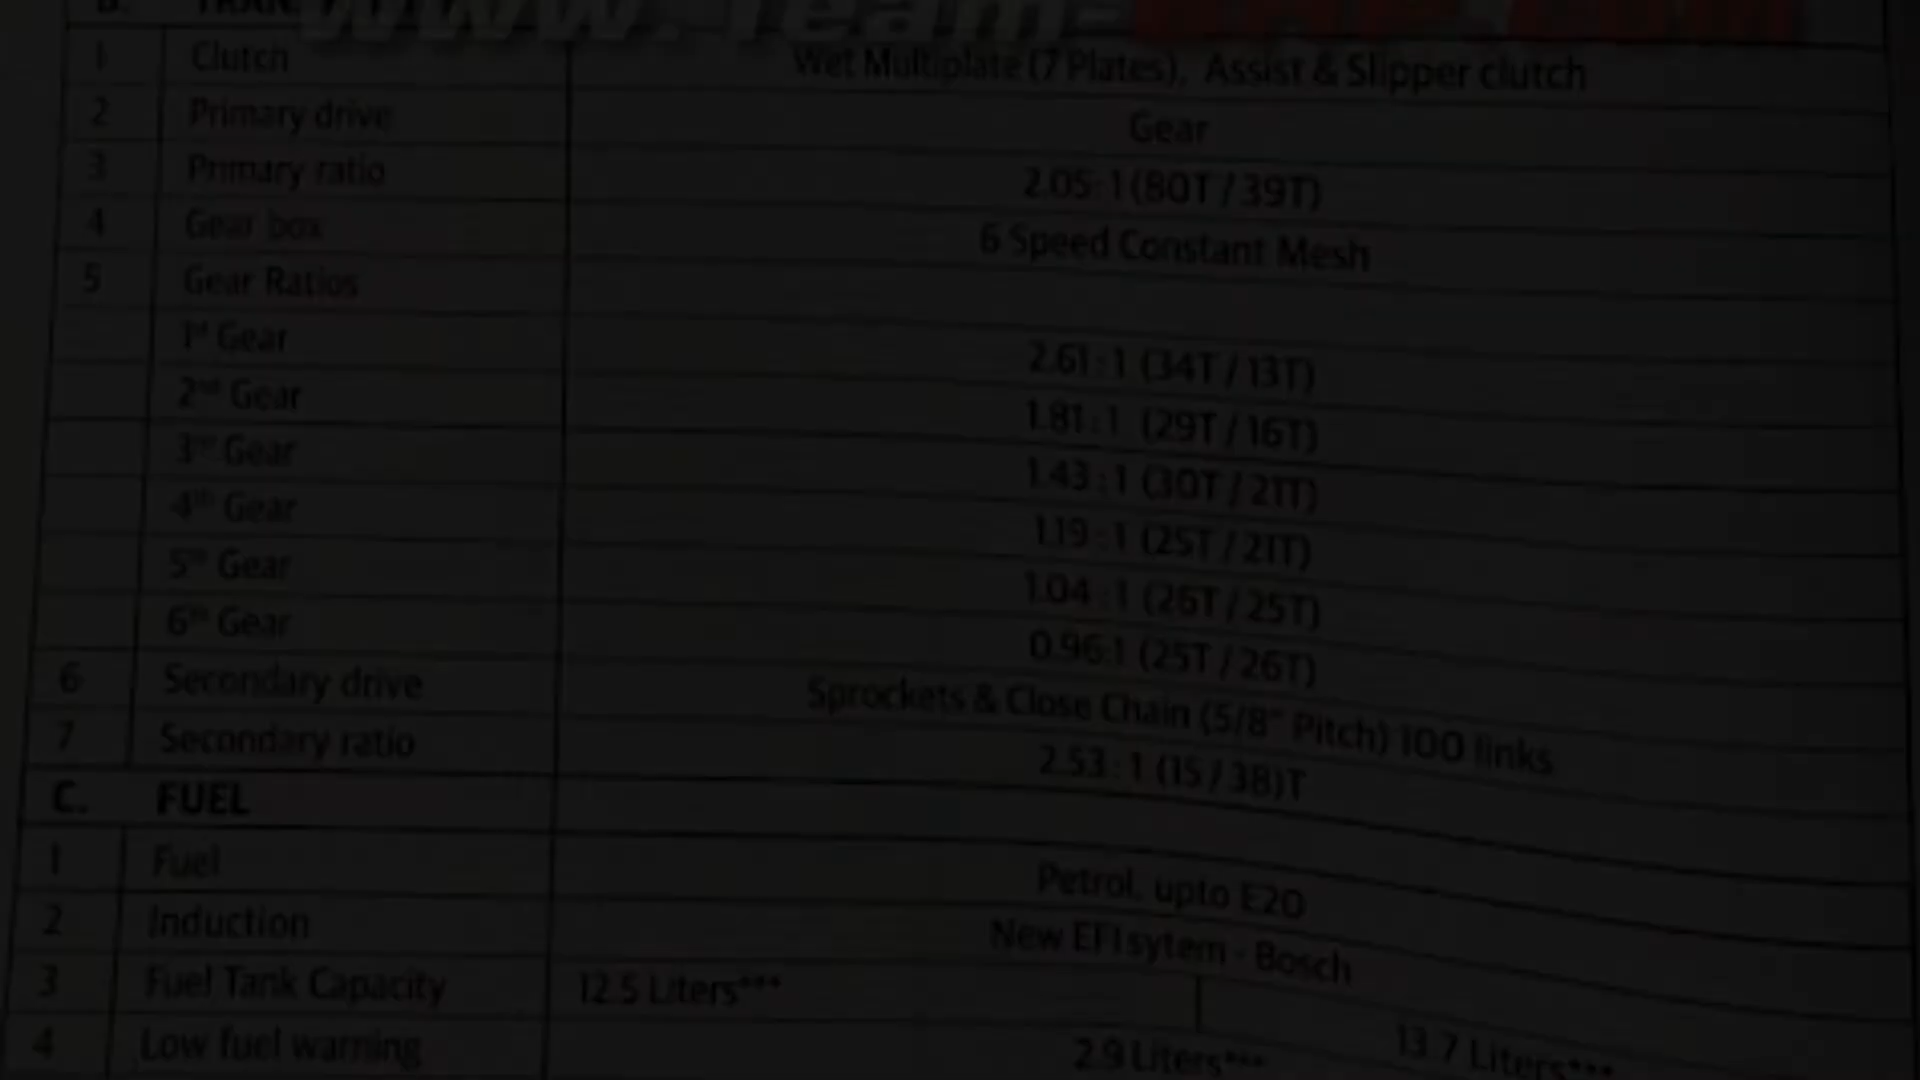 B.
www.Team-BHP.com
1 Clutch Wet Multiplate (7 Plates), Assist & Slipper clutch
2 Primary drive Gear
3 Primary ratio 2.05:1 (80T / 39T)
4 Gear box 6 Speed Constant Mesh
5 Gear Ratios
1st Gear 2.61:1 (34T / 13T)
2nd Gear 1.81:1 (29T / 16T)
3rd Gear 1.43:1 (30T / 21T)
4th Gear 1.19:1 (25T / 21T)
5th Gear 1.04:1 (26T / 25T)
6th Gear 0.96:1 (25T / 26T)
6 Secondary drive Sprockets & Close Chain (5/8" Pitch) 100 links
7 Secondary ratio 2.53:1 (15 / 38)T
C. FUEL
1 Fuel Petrol, upto E20
2 Induction New EFI sytem - Bosch
3 Fuel Tank Capacity 12.5 Liters*** 13.7 Liters***
4 Low fuel warning 2.9 Liters***